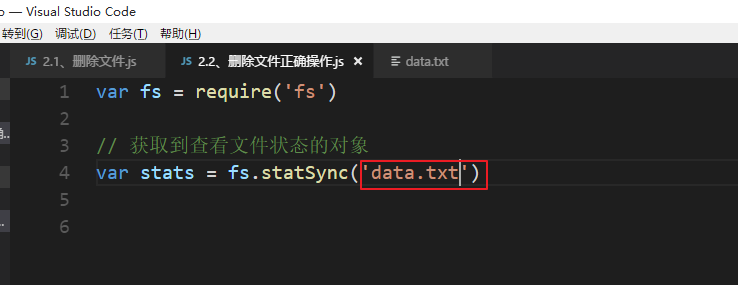 o — Visual Studio Code
转到(G) 调试(D) 任务(T) 帮助(H)
JS 2.1、删除文件.js JS 2.2、删除文件正确操作.js × data.txt
1 var fs = require('fs')
2
3 // 获取到查看文件状态的对象
4 var stats = fs.statSync('data.txt')
5
6